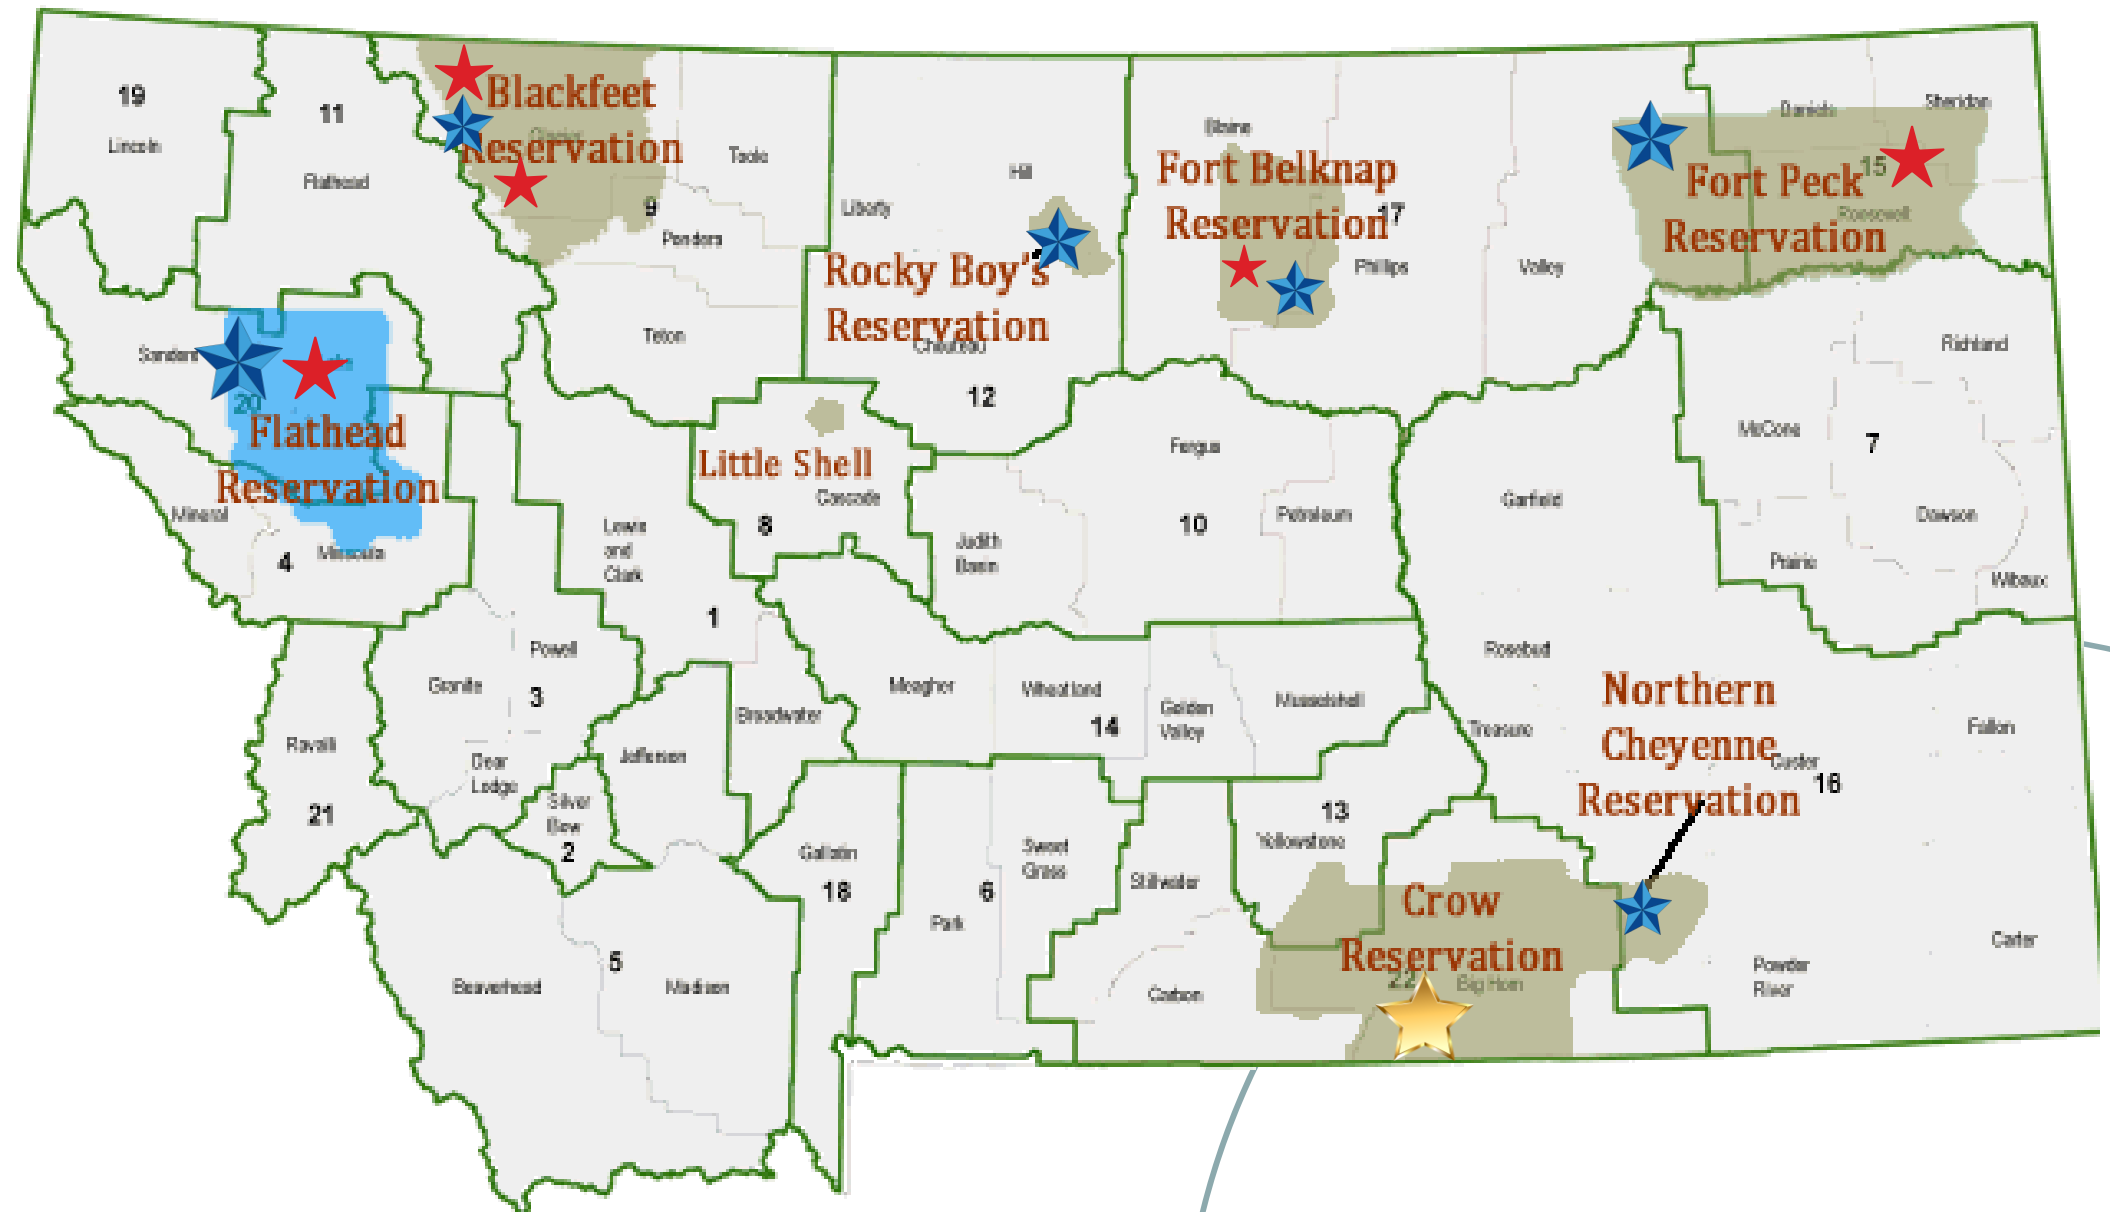 19
Lincoln
11
Flathead
Blackfeet
Reservation
Glacier
9
Toole
Pondera
Teton
Liberty
Hill
Rocky Boy's
Reservation
Chouteau
12
Blaine
Fort Belknap
Reservation
17
Phillips
Valley
Daniels
Sheridan
15
Fort Peck
Reservation
Roosevelt
Sanders
20
Flathead
Reservation
Mineral
4
Missoula
Little Shell
Cascade
8
Lewis
and
Clark
1
Judith
Basin
Fergus
10
Petroleum
Garfield
McCone
7
Richland
Dawson
Prairie
Wibaux
Powell
Granite
3
Deer
Lodge
Ravalli
21
Silver
Bow
2
Jefferson
Broadwater
Meagher
Wheatland
14
Golden
Valley
Musselshell
Rosebud
Treasure
Northern
Cheyenne
Reservation
Custer
16
Fallon
Carter
Powder
River
Gallatin
18
Park
6
Sweet
Grass
Stillwater
Carbon
13
Yellowstone
Crow
Reservation
22
Big Horn
Beaverhead
5
Madison